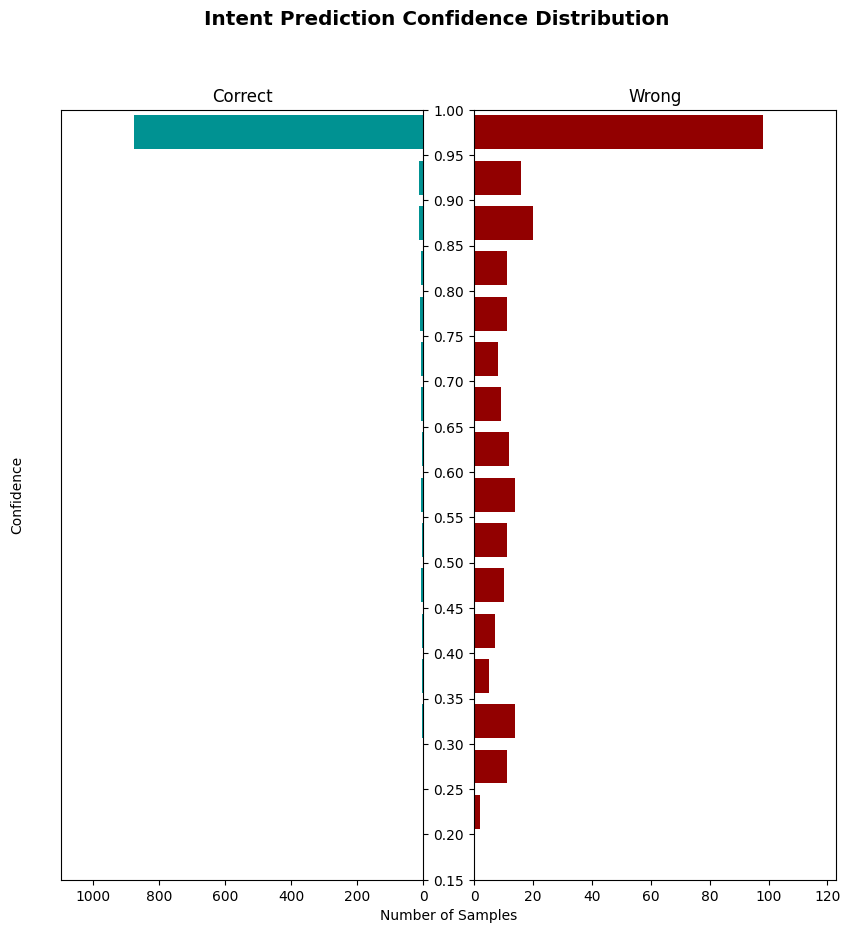 Intent Prediction Confidence Distribution
Correct
Wrong
1.00
0.95
0.90
0.85
0.80
0.75
0.70
0.65
0.60
0.55
0.50
0.45
0.40
0.35
0.30
0.25
0.20
0.15
Confidence
1000 800 600 400 200 0
0 20 40 60 80 100 120
Number of Samples